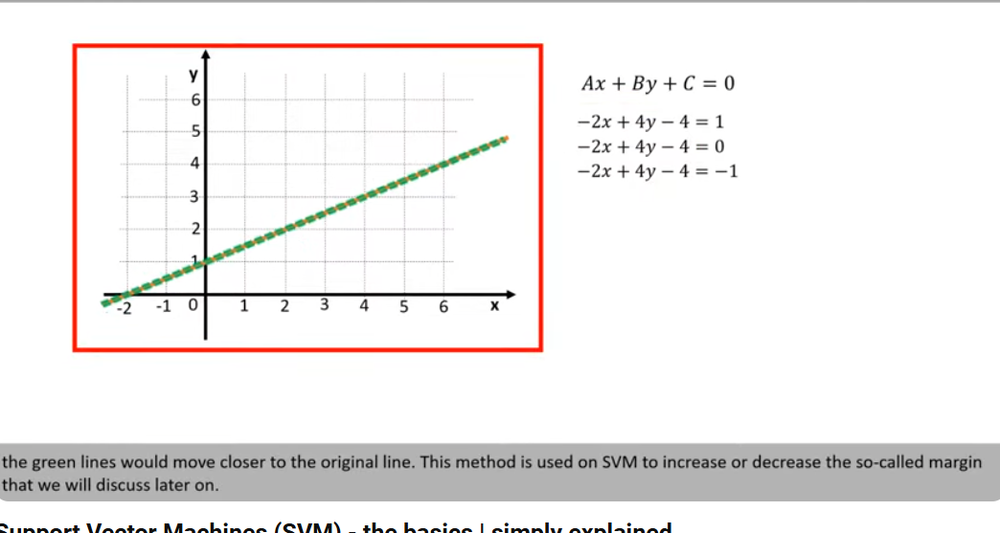 y
6
5
4
3
2
1
-2 -1 0 1 2 3 4 5 6 x
Ax + By + C = 0
−2x + 4y − 4 = 1
−2x + 4y − 4 = 0
−2x + 4y − 4 = −1
the green lines would move closer to the original line. This method is used on SVM to increase or decrease the so-called margin
that we will discuss later on.
Support Vector Machines (SVM) - the basics | simply explained